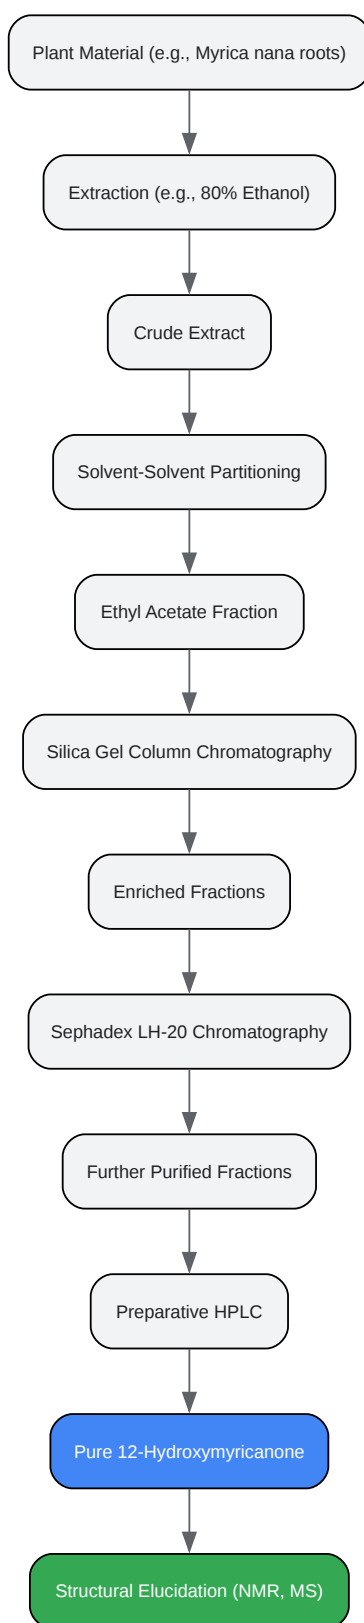 Plant Material (e.g., Myrica nana roots)
Extraction (e.g., 80% Ethanol)
Crude Extract
Solvent-Solvent Partitioning
Ethyl Acetate Fraction
Silica Gel Column Chromatography
Enriched Fractions
Sephadex LH-20 Chromatography
Further Purified Fractions
Preparative HPLC
Pure 12-Hydroxymyricanone
Structural Elucidation (NMR, MS)